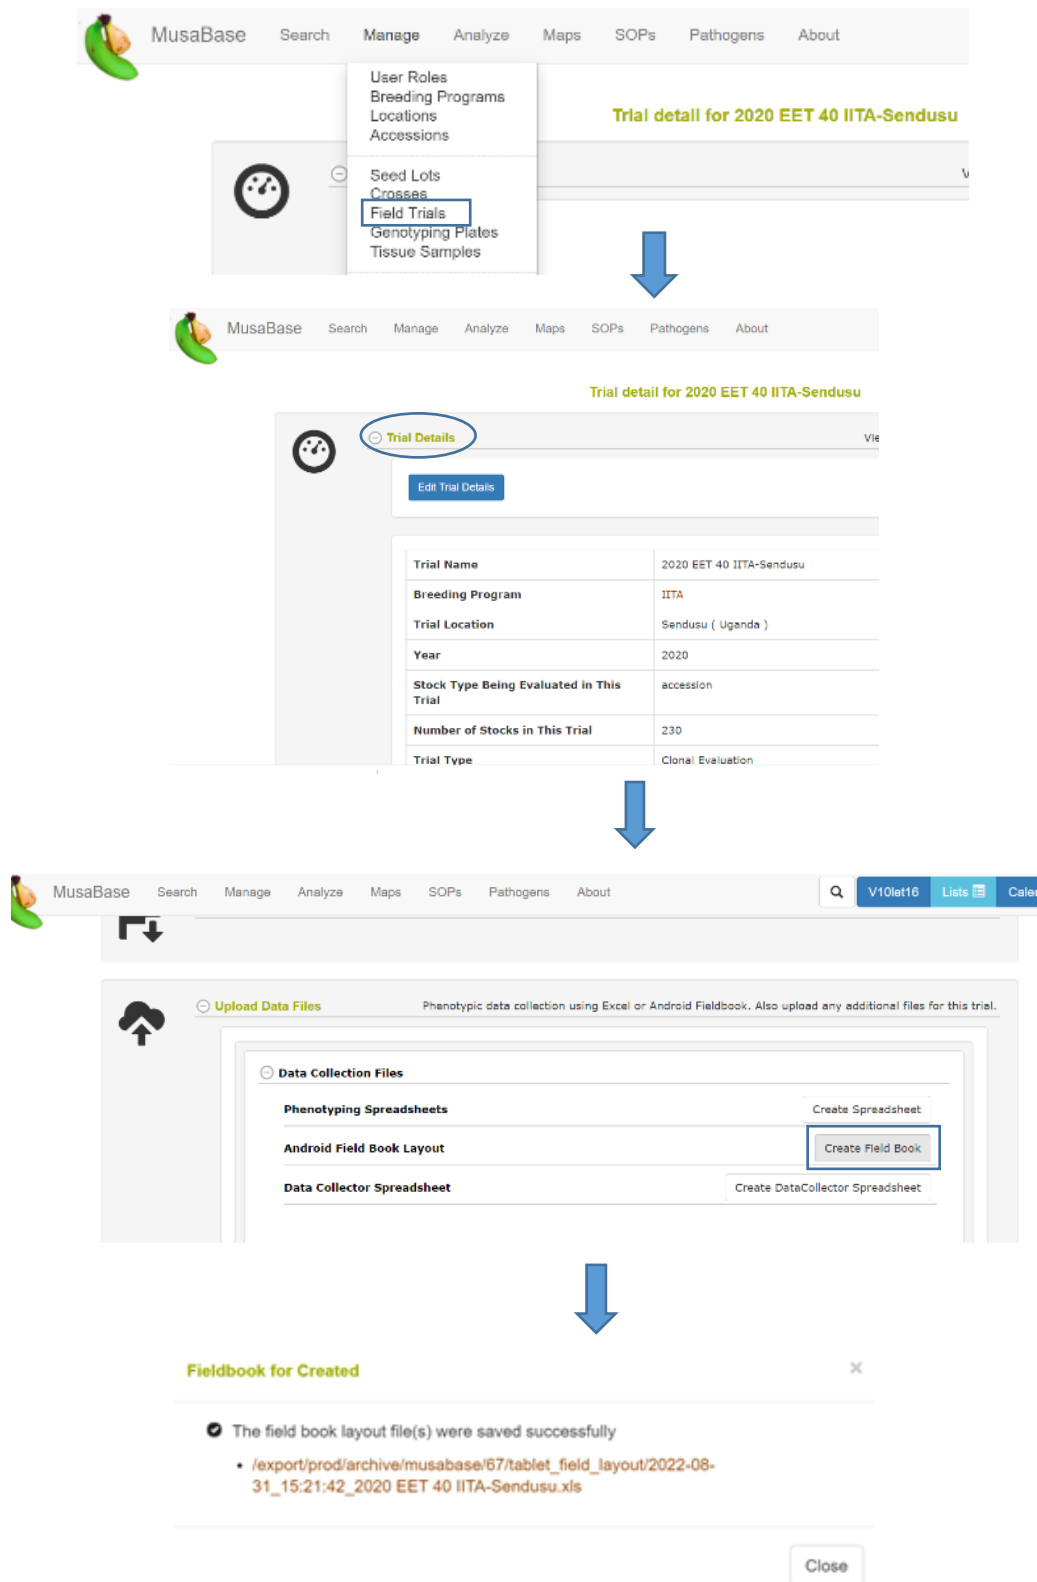 MusaBase Search Manage Analyze Maps SOPs Pathogens About
User Roles
Breeding Programs
Locations
Accessions
Trial detail for 2020 EET 40 IITA-Sendusu
Seed Lots
Crosses
Field Trials
Genotyping Plates
Tissue Samples
MusaBase Search Manage Analyze Maps SOPs Pathogens About
Trial detail for 2020 EET 40 IITA-Sendusu
Trial Details
Edit Trial Details
Trial Name 2020 EET 40 IITA-Sendusu
Breeding Program IITA
Trial Location Sendusu ( Uganda )
Year 2020
Stock Type Being Evaluated in This accession
Trial
Number of Stocks in This Trial 230
Trial Type Clonal Evaluation
MusaBase Search Manage Analyze Maps SOPs Pathogens About V10let16 Lists
Upload Data Files Phenotypic data collection using Excel or Android Fieldbook. Also upload any additional files for this trial.
Data Collection Files
Phenotyping Spreadsheets Create Spreadsheet
Android Field Book Layout Create Field Book
Data Collector Spreadsheet Create DataCollector Spreadsheet
Fieldbook for Created ×
The field book layout file(s) were saved successfully
• /export/prod/archive/musabase/67/tablet_field_layout/2022-08-
31_15:21:42_2020 EET 40 IITA-Sendusu.xls
Close